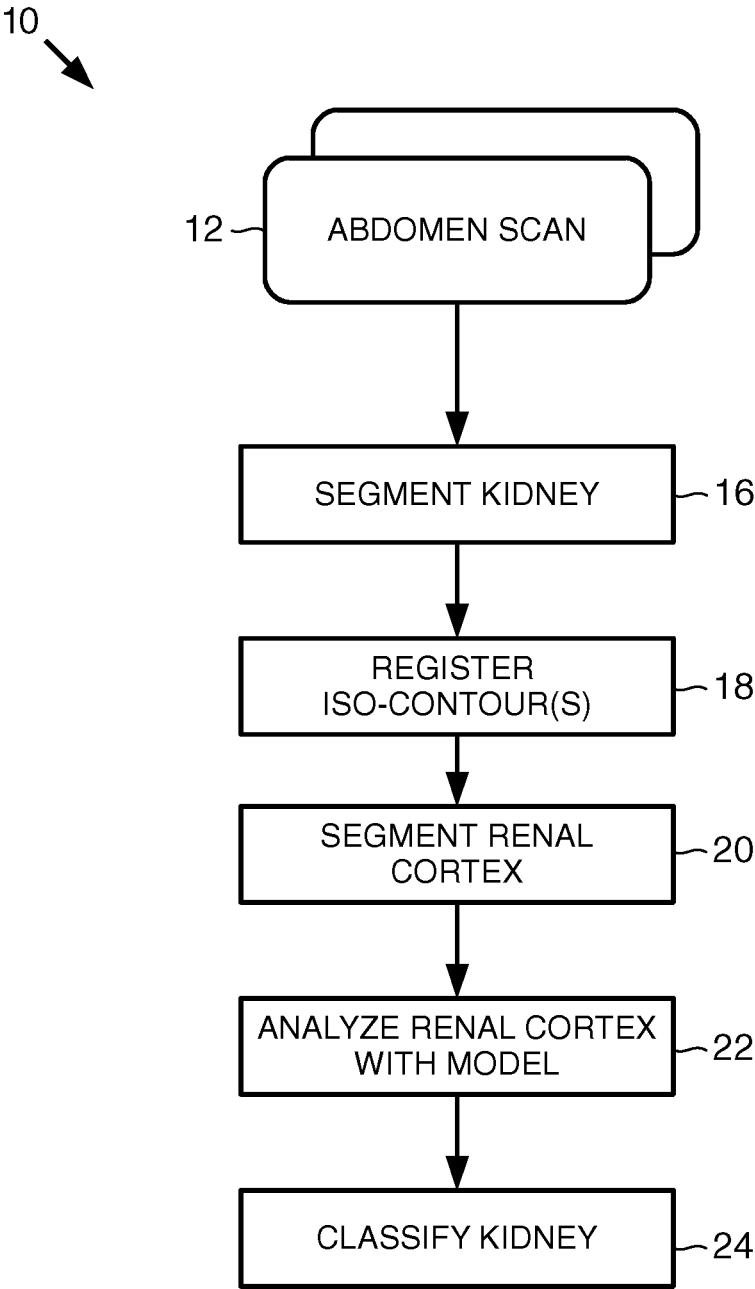 10
12
ABDOMEN SCAN
SEGMENT KIDNEY
16
REGISTER
ISO-CONTOUR(S)
18
SEGMENT RENAL
CORTEX
20
ANALYZE RENAL CORTEX
WITH MODEL
22
CLASSIFY KIDNEY
24